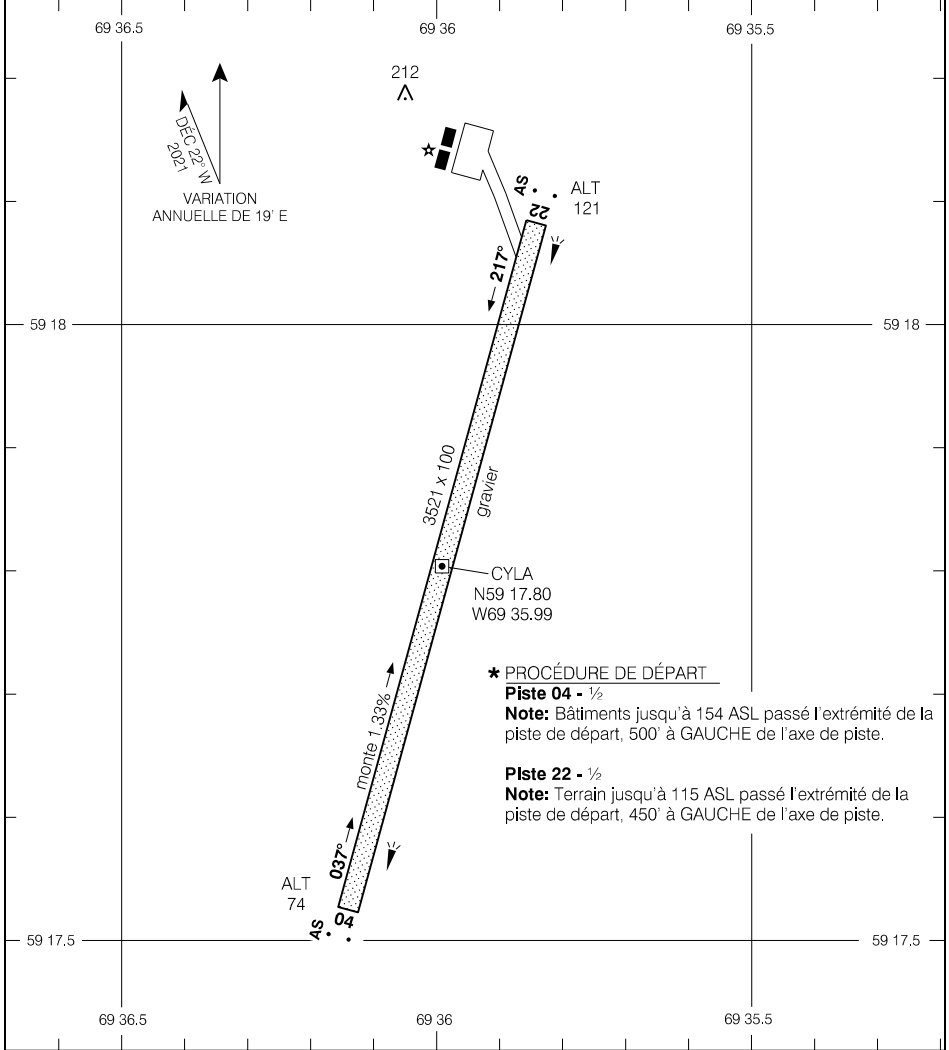 69 36.5
69 36
69 35.5
212
DÉC 22° W
2021
VARIATION
ANNUELLE DE 19' E
AS
ALT
121
22
217°
59 18
59 18
3521 x 100
gravier
CYLA
N59 17.80
W69 35.99
* PROCÉDURE DE DÉPART
Piste 04 - ½
Note: Bâtiments jusqu'à 154 ASL passé l'extrémité de la
piste de départ, 500' à GAUCHE de l'axe de piste.
Piste 22 - ½
Note: Terrain jusqu'à 115 ASL passé l'extrémité de la
piste de départ, 450' à GAUCHE de l'axe de piste.
monte 1.33%
037°
ALT
74
04
AS
59 17.5
59 17.5
69 36.5
69 36
69 35.5